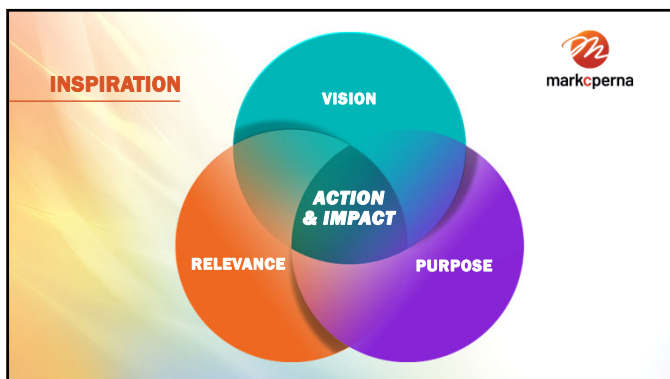 INSPIRATION
markcperna
VISION
ACTION
& IMPACT
RELEVANCE
PURPOSE